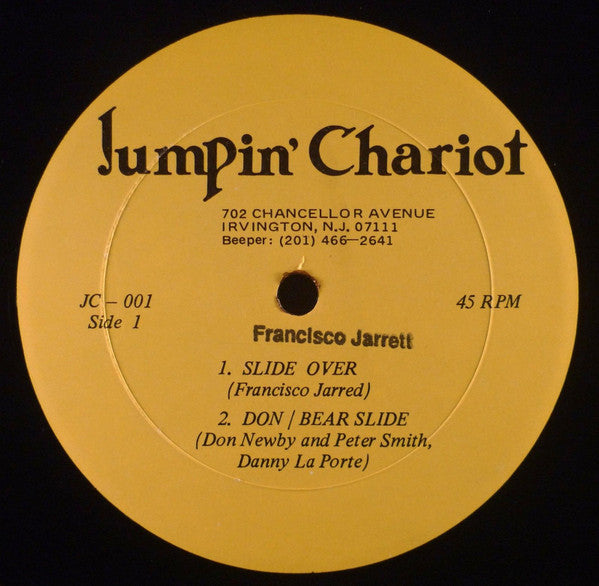 Jumpin' Chariot
702 CHANCELLOR AVENUE
IRVINGTON, N.J. 07111
Beeper: (201) 466-2641
JC - 001
Side 1
45 RPM
Francisco Jarrett
1. SLIDE OVER
(Francisco Jarred)
2. DON / BEAR SLIDE
(Don Newby and Peter Smith,
Danny La Porte)